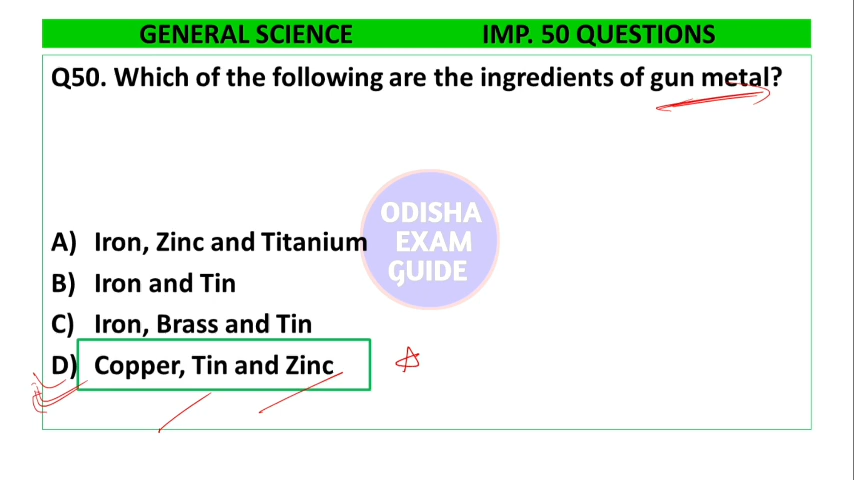 GENERAL SCIENCE IMP. 50 QUESTIONS
Q50. Which of the following are the ingredients of gun metal?
ODISHA
EXAM
GUIDE
A) Iron, Zinc and Titanium
B) Iron and Tin
C) Iron, Brass and Tin
D) Copper, Tin and Zinc